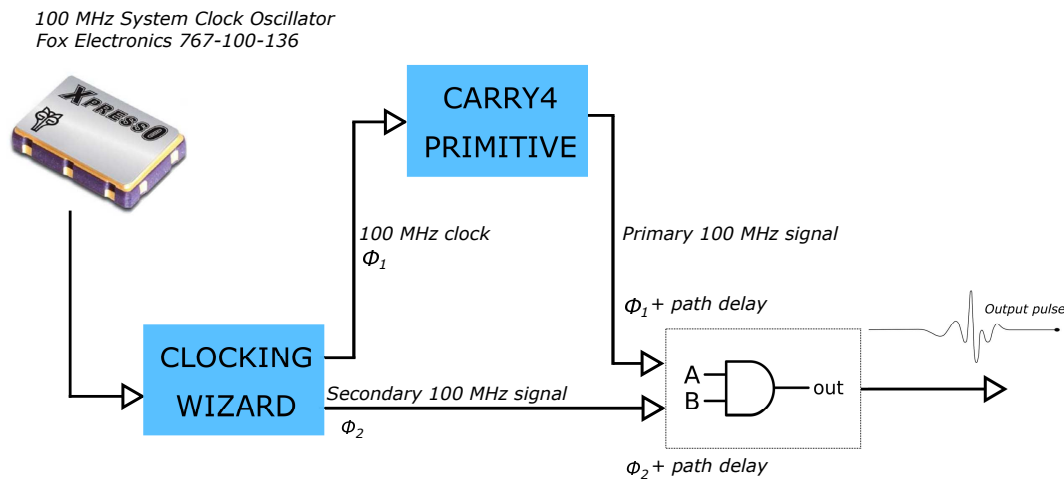 100 MHz System Clock Oscillator
Fox Electronics 767-100-136
XPRESSO
CARRY4
PRIMITIVE
100 MHz clock
Φ1
Primary 100 MHz signal
Φ1 + path delay
Output pulse
CLOCKING
WIZARD
Secondary 100 MHz signal
Φ2
A
B
out
Φ2 + path delay